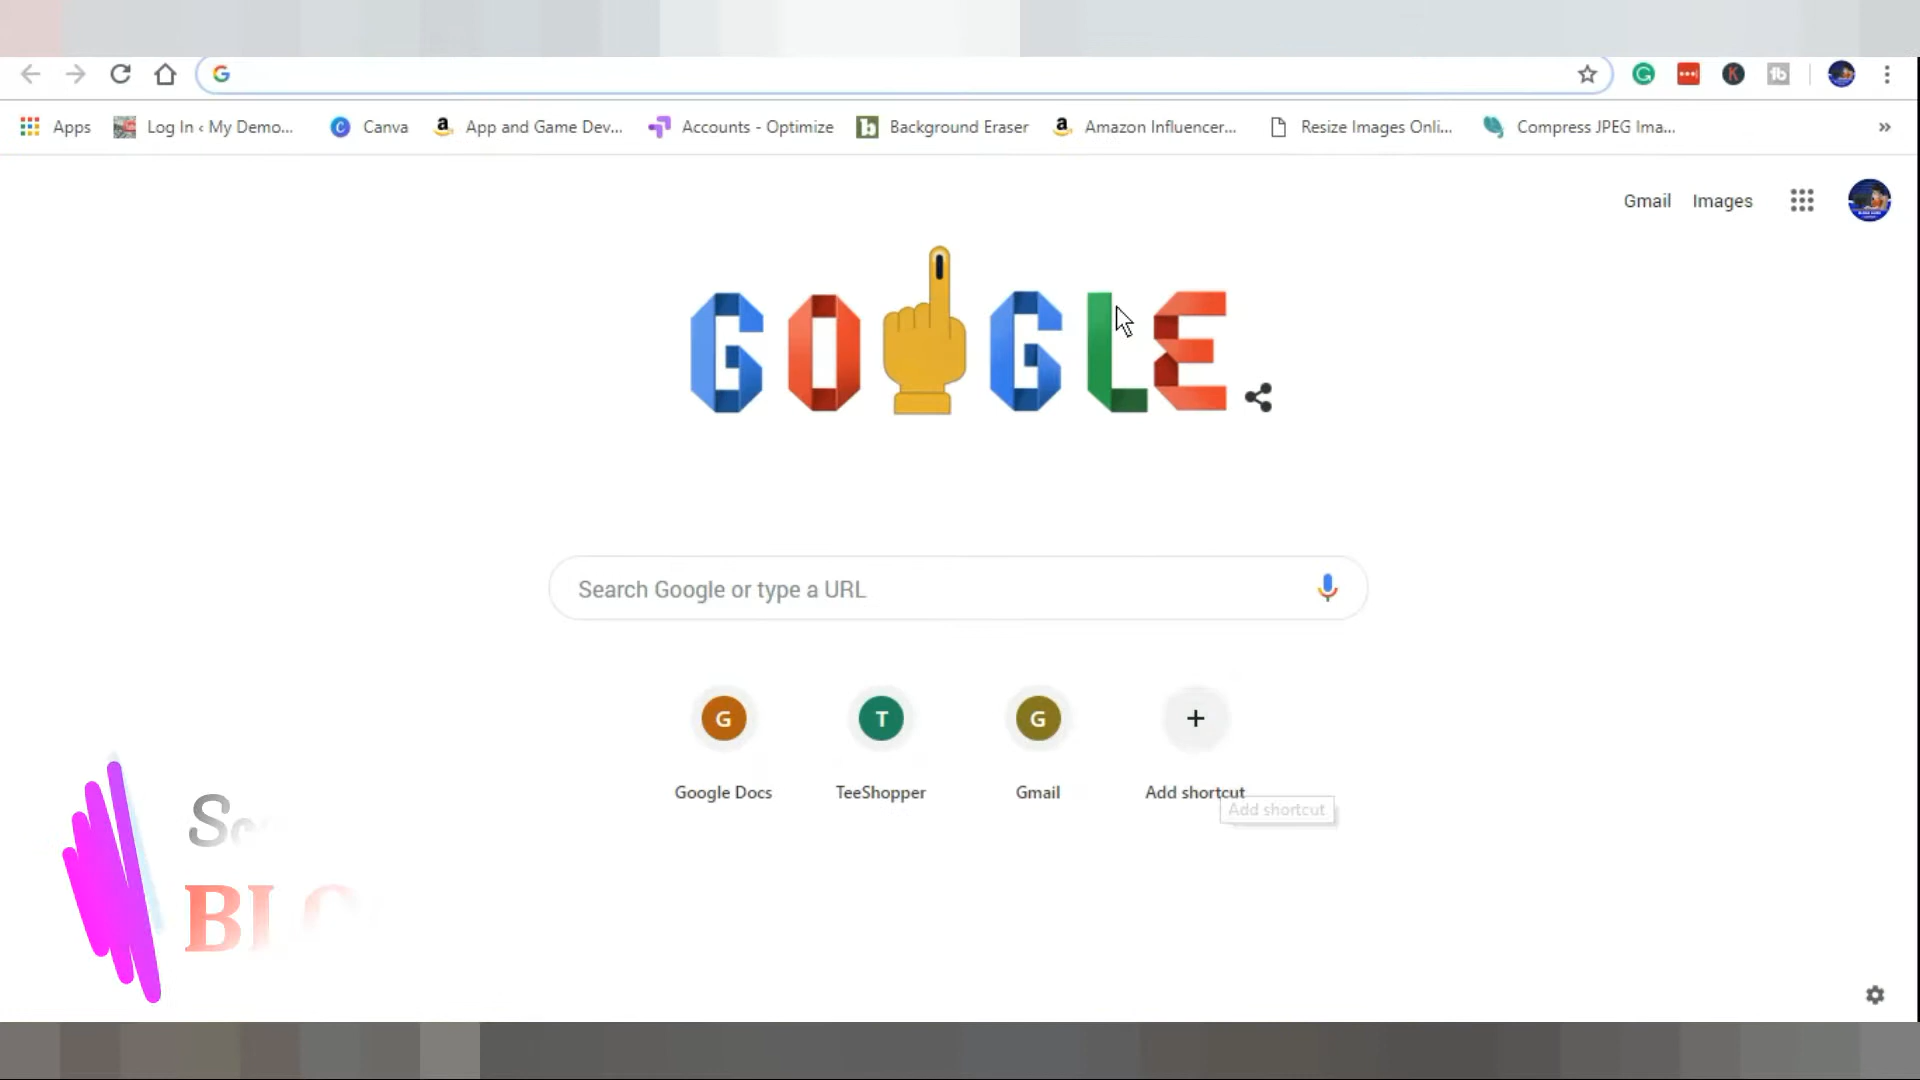 Apps Log In ‹ My Demo... Canva App and Game Dev... Accounts - Optimize Background Eraser Amazon Influencer... Resize Images Onli... Compress JPEG Ima... »
Gmail Images
GOOGLE
Search Google or type a URL
G T G +
Google Docs TeeShopper Gmail Add shortcut
Add shortcut